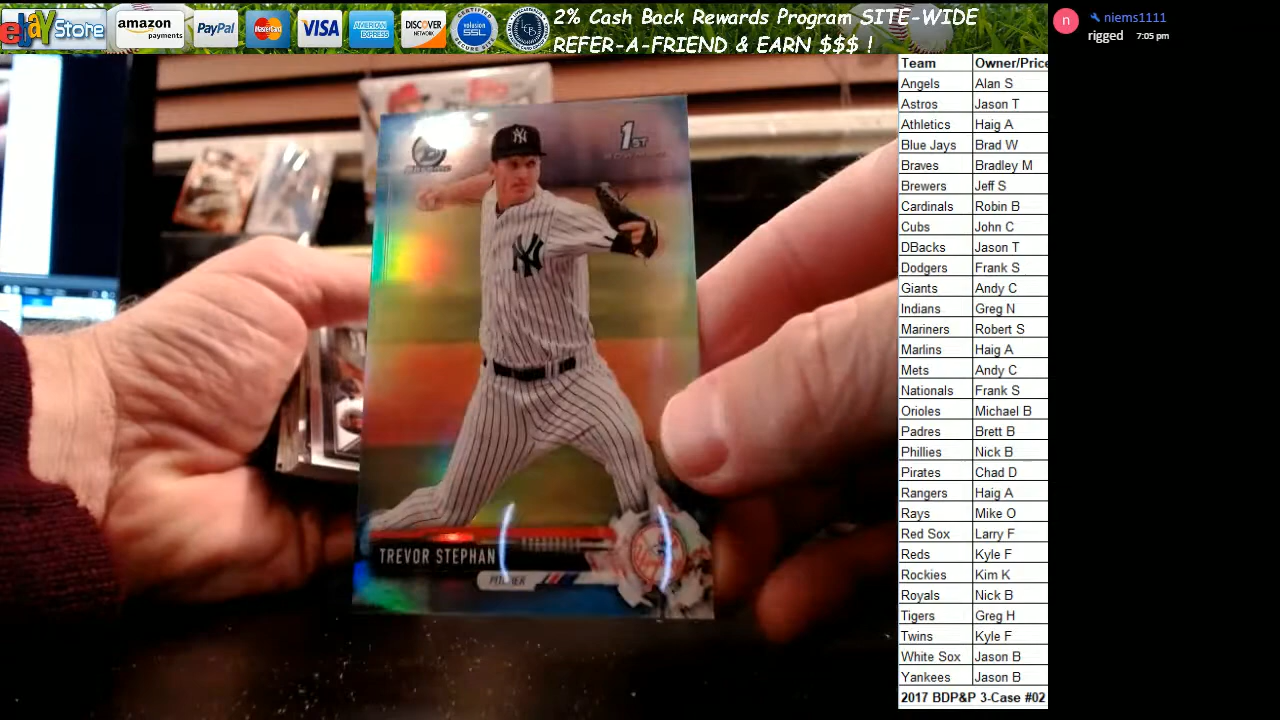 ebay Store
amazon payments
PayPal
MasterCard
VISA
AMERICAN EXPRESS
DISCOVER NETWORK
volusion SSL
2% Cash Back Rewards Program SITE-WIDE
REFER-A-FRIEND & EARN $$$ !
niems1111
rigged 7:05 pm
Team Owner/Price
Angels Alan S
Astros Jason T
Athletics Haig A
Blue Jays Brad W
Braves Bradley M
Brewers Jeff S
Cardinals Robin B
Cubs John C
DBacks Jason T
Dodgers Frank S
Giants Andy C
Indians Greg N
Mariners Robert S
Marlins Haig A
Mets Andy C
Nationals Frank S
Orioles Michael B
Padres Brett B
Phillies Nick B
Pirates Chad D
Rangers Haig A
Rays Mike O
Red Sox Larry F
Reds Kyle F
Rockies Kim K
Royals Nick B
Tigers Greg H
Twins Kyle F
White Sox Jason B
Yankees Jason B
2017 BDP&P 3-Case #02
1ST
NY
TREVOR STEPHAN
PITCHER